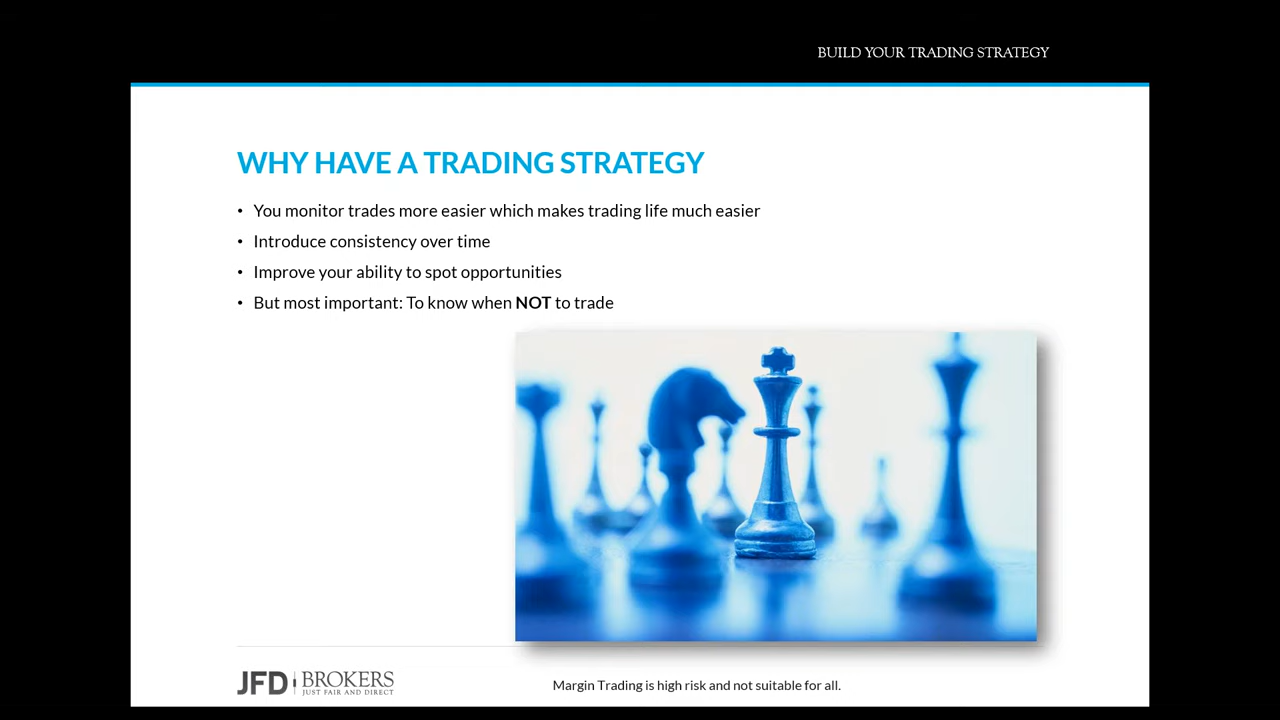 BUILD YOUR TRADING STRATEGY
WHY HAVE A TRADING STRATEGY
• You monitor trades more easier which makes trading life much easier
• Introduce consistency over time
• Improve your ability to spot opportunities
• But most important: To know when NOT to trade
JFD BROKERS
JUST FAIR AND DIRECT
Margin Trading is high risk and not suitable for all.